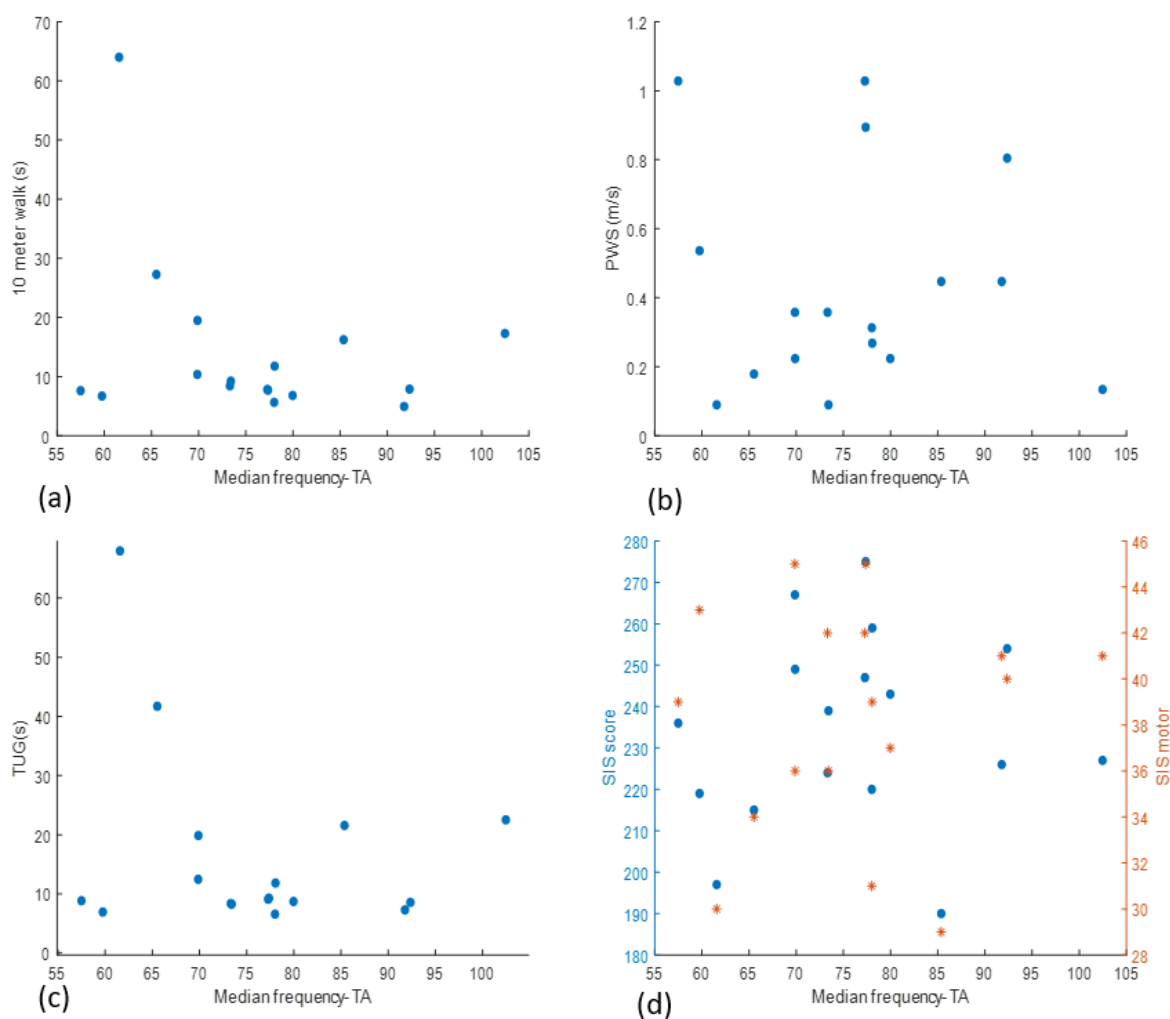 70
60
50
40
30
20
10
0
10 meter walk (s)
55 60 65 70 75 80 85 90 95 100 105
Median frequency- TA
(a)
1.2
1
0.8
0.6
0.4
0.2
0
PWS (m/s)
55 60 65 70 75 80 85 90 95 100 105
Median frequency- TA
(b)
60
50
40
30
20
10
0
TUG(s)
55 60 65 70 75 80 85 90 95 100
Median frequency- TA
(c)
280
270
260
250
240
230
220
210
200
190
180
SIS score
46
44
42
40
38
36
34
32
30
28
SIS motor
55 60 65 70 75 80 85 90 95 100 105
Median frequency- TA
(d)